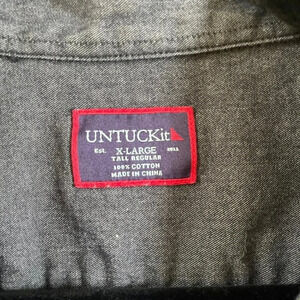 UNTUCKit
Est. X-LARGE 2011
TALL REGULAR
100% COTTON
MADE IN CHINA